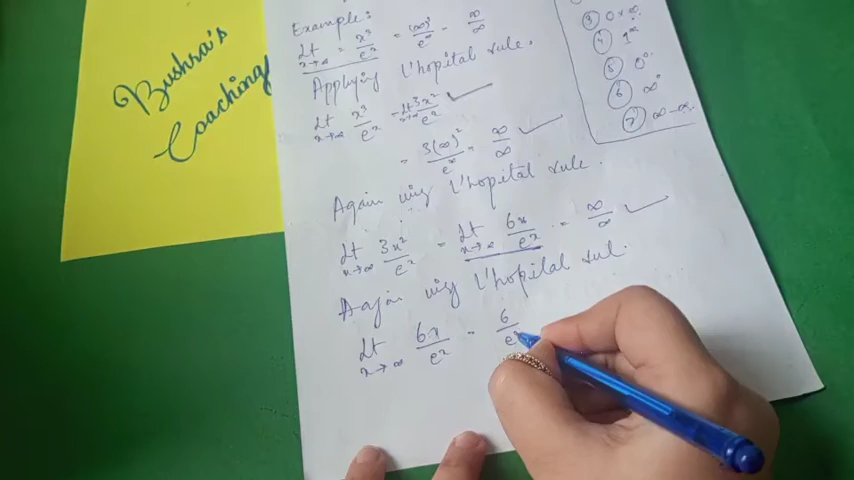 Bushra's
Coaching
Example:
Lt x→∞ = x³/eˣ = (∞)³/e^∞ = ∞/∞
Applying L'hopital rule.
Lt x→∞ x³/eˣ = Lt x→∞ 3x²/eˣ
= 3(∞)²/e^∞ = ∞/∞
Again using L'hopital rule.
Lt x→∞ 3x²/eˣ = Lt x→∞ 6x/eˣ = ∞/∞
Again using L'hopital rul.
Lt x→∞ 6x/eˣ = 6/eˣ
③ 0×∞
④ 1^∞
⑤ 0⁰
⑥ ∞⁰
⑦ ∞-∞